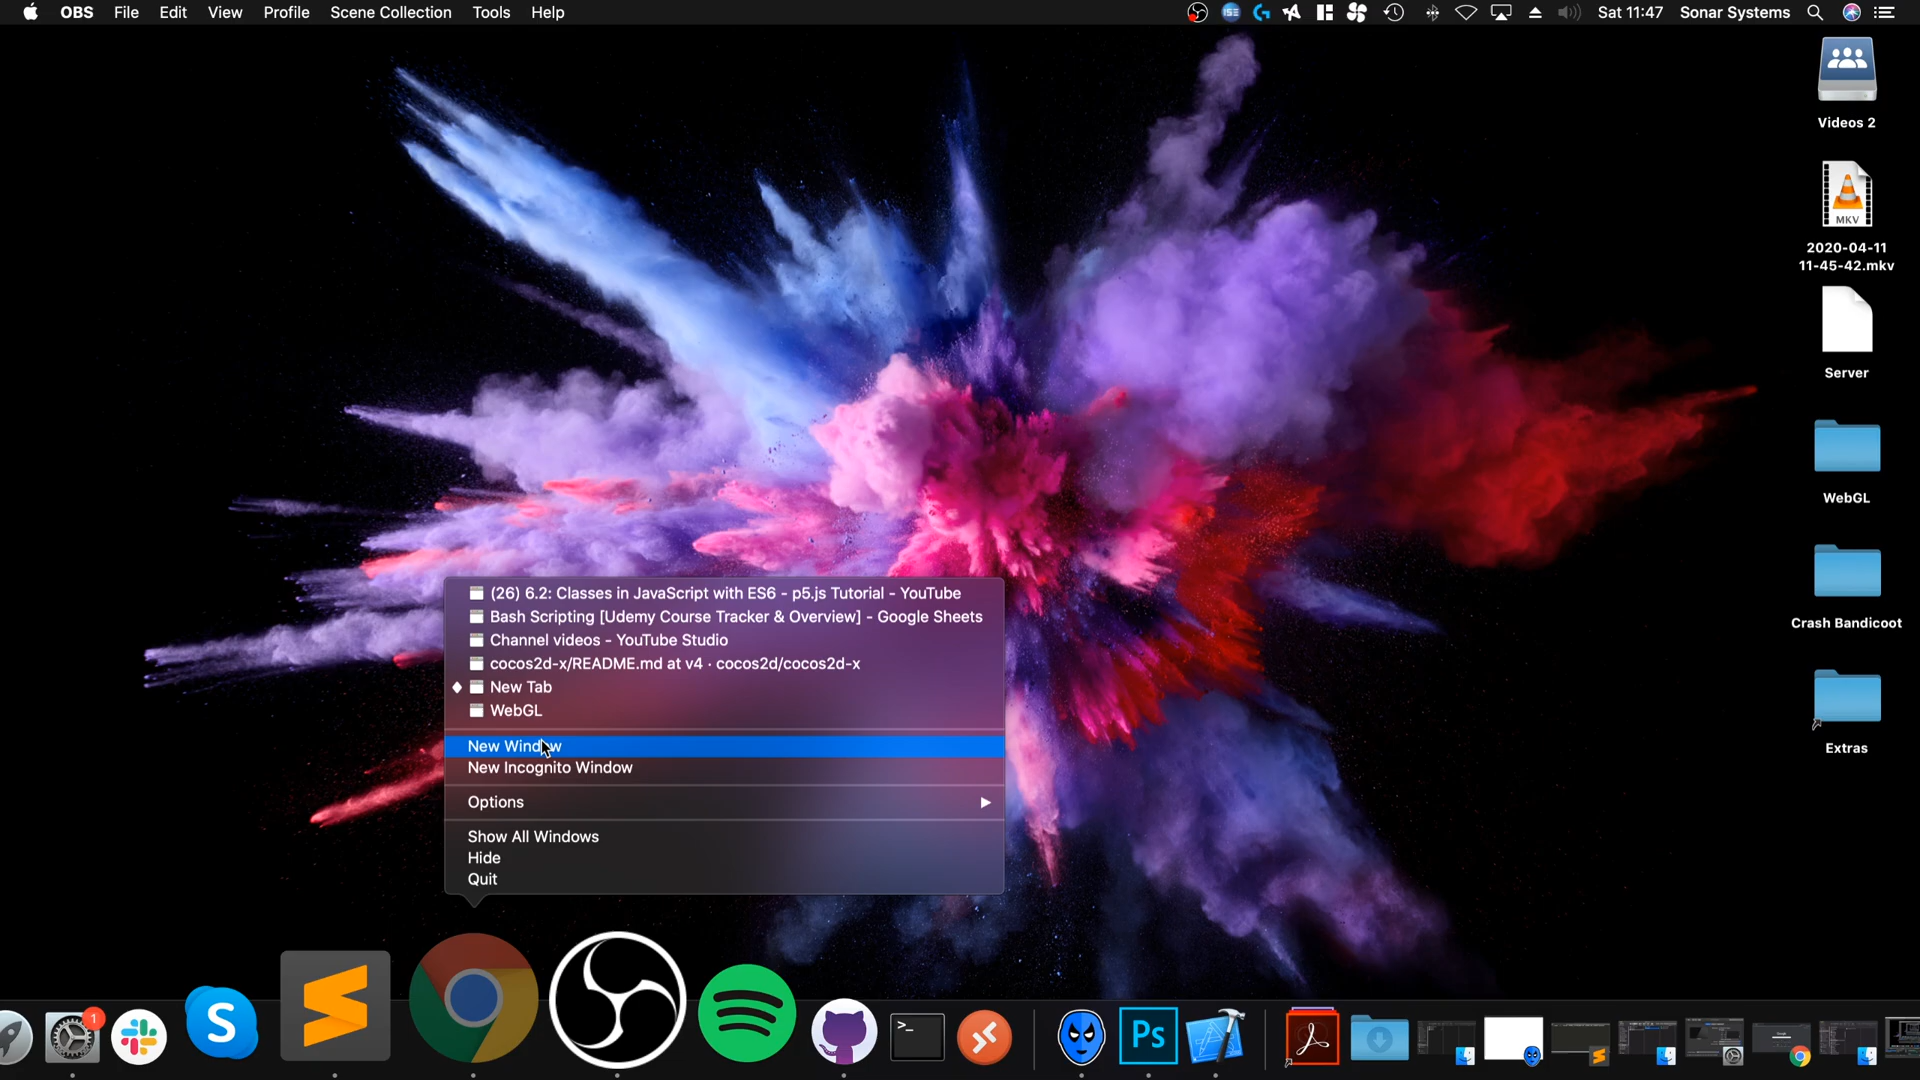 OBS File Edit View Profile Scene Collection Tools Help
ISE Sat 11:47 Sonar Systems
Videos 2
MKV
2020-04-11
11-45-42.mkv
Server
WebGL
Crash Bandicoot
Extras
(26) 6.2: Classes in JavaScript with ES6 - p5.js Tutorial - YouTube
Bash Scripting [Udemy Course Tracker & Overview] - Google Sheets
Channel videos - YouTube Studio
cocos2d-x/README.md at v4 · cocos2d/cocos2d-x
New Tab
WebGL
New Window
New Incognito Window
Options
Show All Windows
Hide
Quit
1
S
>_
Ps